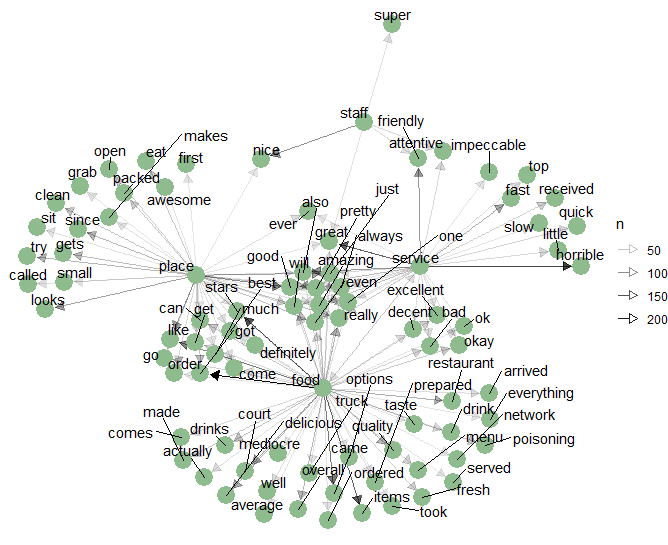 super
staff
friendly
nice
attentive
impeccable
makes
open
eat
first
packed
grab
awesome
top
fast
received
clean
sit
since
slow
quick
little
horrible
try
gets
called
small
looks
just
also
pretty
ever
great
always
one
place
good
will
amazing
service
even
n
50
100
150
200
stars
best
excellent
can
get
much
really
decent
bad
ok
like
got
definitely
okay
go
order
come
food
options
restaurant
prepared
arrived
everything
made
court
truck
taste
drink
network
comes
drinks
delicious
quality
menu
poisoning
actually
mediocre
came
well
overall
ordered
served
average
items
fresh
took